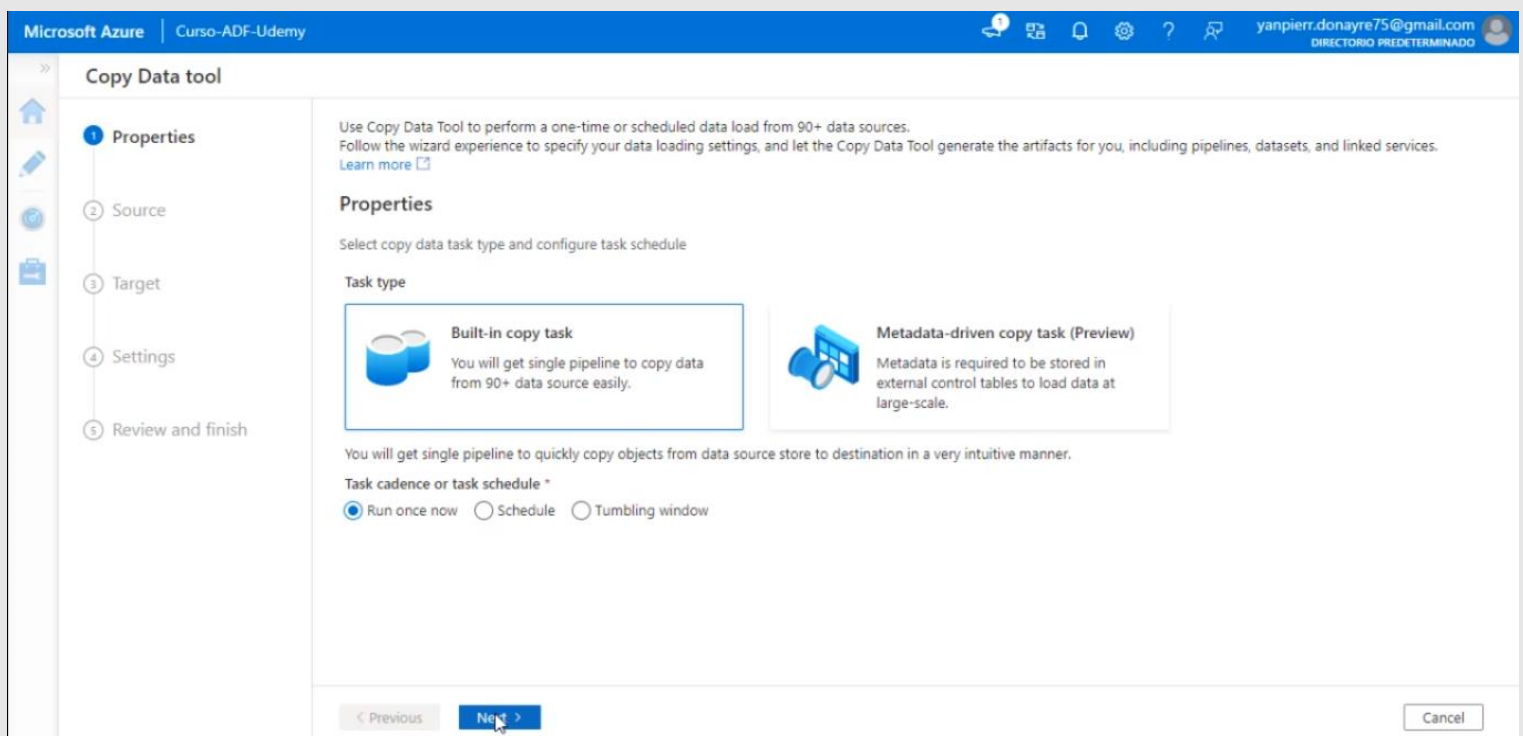 Microsoft Azure
Curso-ADF-Udemy
1
yanpierr.donayre75@gmail.com
DIRECTORIO PREDETERMINADO
Copy Data tool
1 Properties
2 Source
3 Target
4 Settings
5 Review and finish
Use Copy Data Tool to perform a one-time or scheduled data load from 90+ data sources.
Follow the wizard experience to specify your data loading settings, and let the Copy Data Tool generate the artifacts for you, including pipelines, datasets, and linked services.
Learn more
Properties
Select copy data task type and configure task schedule
Task type
Built-in copy task
You will get single pipeline to copy data
from 90+ data source easily.
Metadata-driven copy task (Preview)
Metadata is required to be stored in
external control tables to load data at
large-scale.
You will get single pipeline to quickly copy objects from data source store to destination in a very intuitive manner.
Task cadence or task schedule *
Run once now Schedule Tumbling window
< Previous
Next >
Cancel